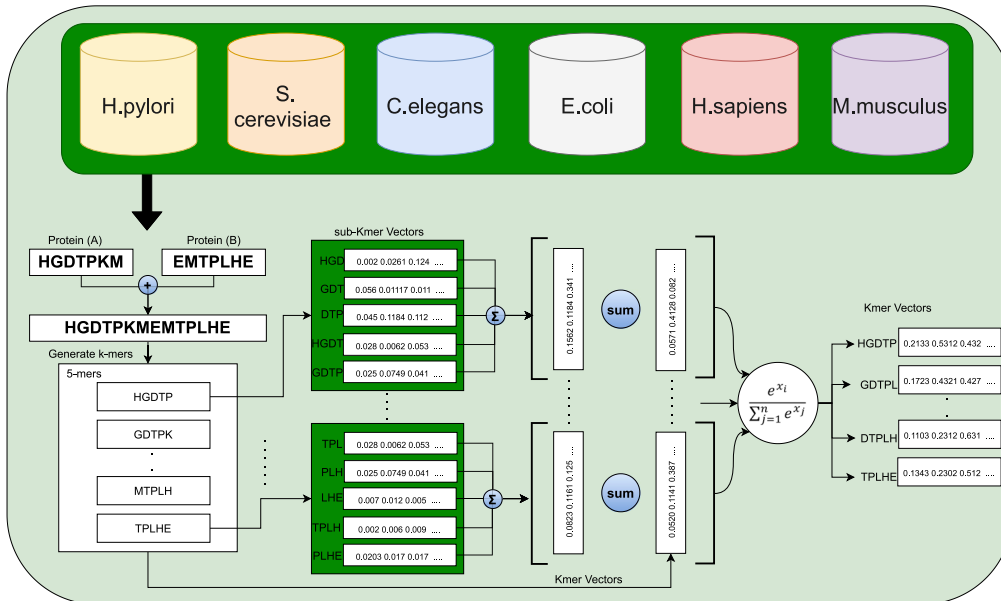 H.pylori
S.
cerevisiae
C.elegans
E.coli
H.sapiens
M.musculus
Protein (A)
Protein (B)
HGDTPKM
EMTPLHE
+
HGDTPKMEMTPLHE
Generate k-mers
5-mers
HGDTP
GDTPK
. .
MTPLH
TPLHE
sub-Kmer Vectors
HGD 0.002 0.0261 0.124 ....
GDT 0.056 0.01117 0.011 ....
DTP 0.045 0.1184 0.112 ....
HGDT 0.028 0.0062 0.053 ....
GDTP 0.025 0.0749 0.041 ....
Σ
TPL 0.028 0.0062 0.053 ....
PLH 0.025 0.0749 0.041 ....
LHE 0.007 0.012 0.005 ....
TPLH 0.002 0.006 0.009 ....
PLHE 0.0203 0.017 0.017 ....
Σ
0.1562 0.1184 0.341 ...
sum
0.0571 0.4128 0.082 ...
0.0823 0.1161 0.125 ...
sum
0.0520 0.1141 0.387 ...
Kmer Vectors
e^{x_i}
∑_{j=1}^{n} e^{x_j}
Kmer Vectors
HGDTP 0.2133 0.5312 0.432 ....
GDTPL 0.1723 0.4321 0.427 ....
DTPLH 0.1103 0.2312 0.631 ....
TPLHE 0.1343 0.2302 0.512 ....